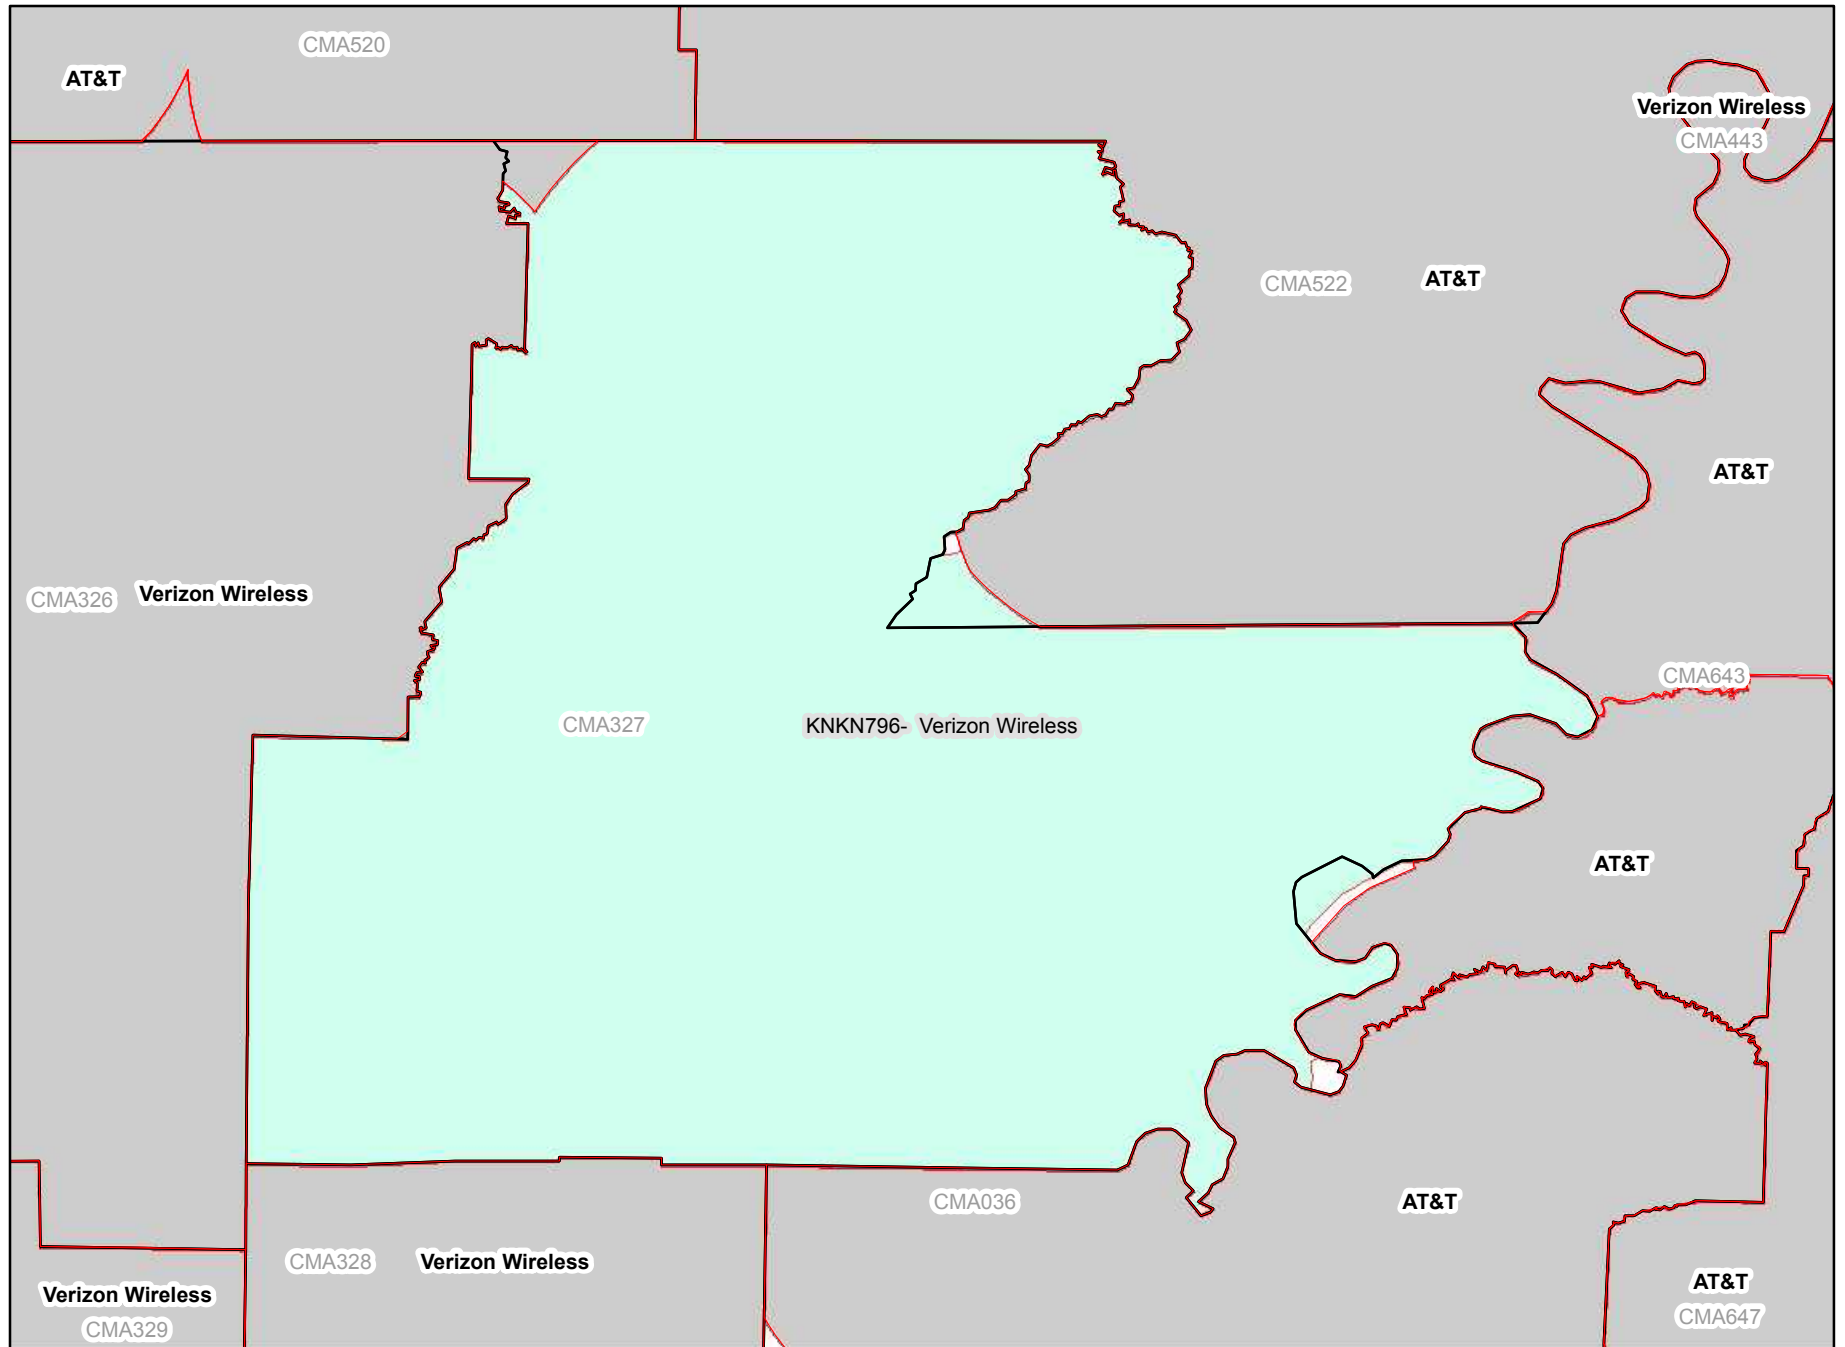 CMA520
AT&T
Verizon Wireless
CMA443
CMA522
AT&T
AT&T
CMA326
Verizon Wireless
CMA643
CMA327
KNKN796- Verizon Wireless
AT&T
CMA036
AT&T
CMA328
Verizon Wireless
Verizon Wireless
CMA329
AT&T
CMA647